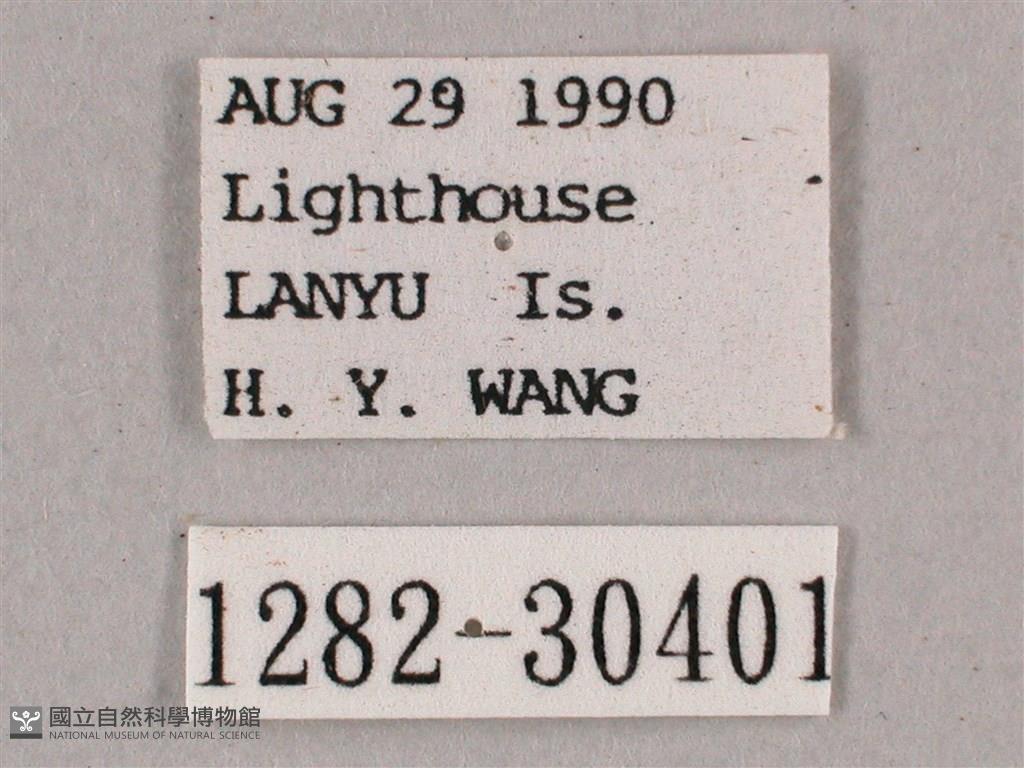 AUG 29 1990
Lighthouse
LANYU Is.
H. Y. WANG
1282-30401
國立自然科學博物館
NATIONAL MUSEUM OF NATURAL SCIENCE